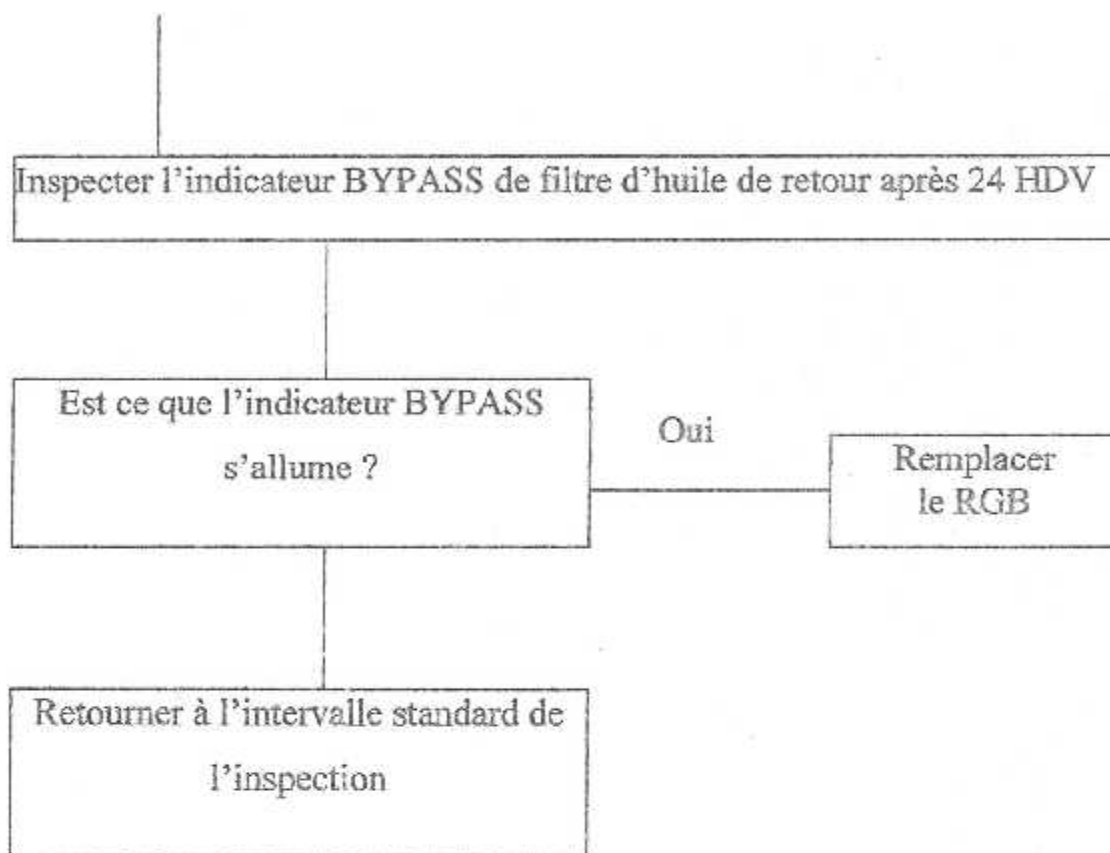 Inspecter l'indicateur BYPASS de filtre d'huile de retour après 24 HDV
Est ce que l'indicateur BYPASS
s'allume ?
Oui
Remplacer
le RGB
Retourner à l'intervalle standard de
l'inspection